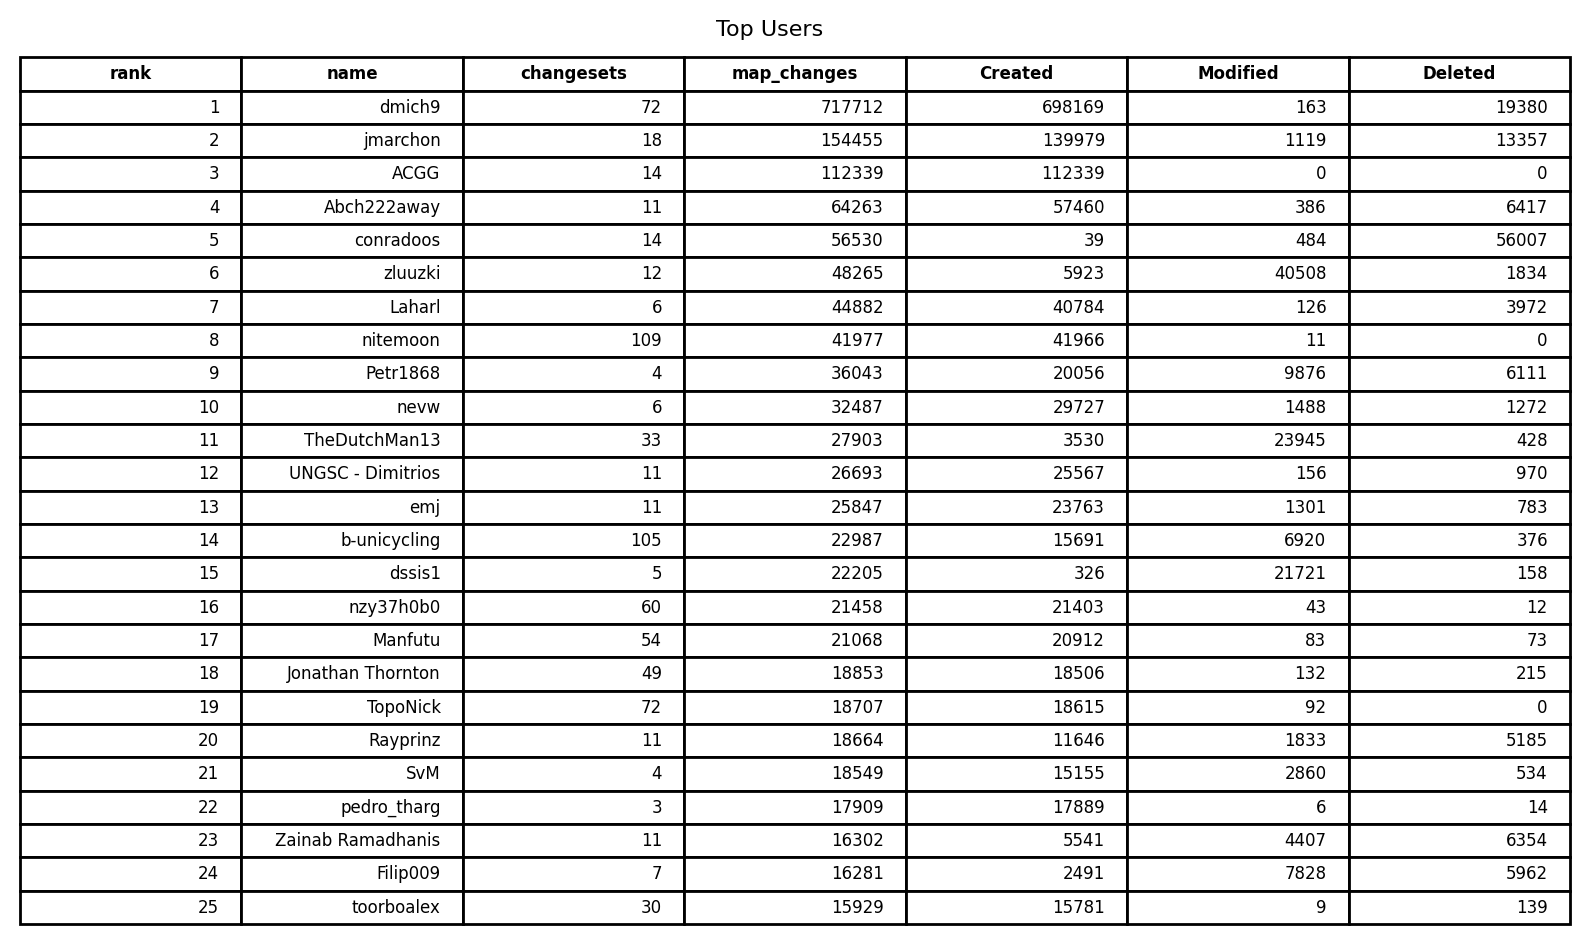 Top Users
rank name changesets map_changes Created Modified Deleted
1 dmich9 72 717712 698169 163 19380
2 jmarchon 18 154455 139979 1119 13357
3 ACGG 14 112339 112339 0 0
4 Abch222away 11 64263 57460 386 6417
5 conradoos 14 56530 39 484 56007
6 zluuzki 12 48265 5923 40508 1834
7 Laharl 6 44882 40784 126 3972
8 nitemoon 109 41977 41966 11 0
9 Petr1868 4 36043 20056 9876 6111
10 nevw 6 32487 29727 1488 1272
11 TheDutchMan13 33 27903 3530 23945 428
12 UNGSC - Dimitrios 11 26693 25567 156 970
13 emj 11 25847 23763 1301 783
14 b-unicycling 105 22987 15691 6920 376
15 dssis1 5 22205 326 21721 158
16 nzy37h0b0 60 21458 21403 43 12
17 Manfutu 54 21068 20912 83 73
18 Jonathan Thornton 49 18853 18506 132 215
19 TopoNick 72 18707 18615 92 0
20 Rayprinz 11 18664 11646 1833 5185
21 SvM 4 18549 15155 2860 534
22 pedro_tharg 3 17909 17889 6 14
23 Zainab Ramadhanis 11 16302 5541 4407 6354
24 Filip009 7 16281 2491 7828 5962
25 toorboalex 30 15929 15781 9 139